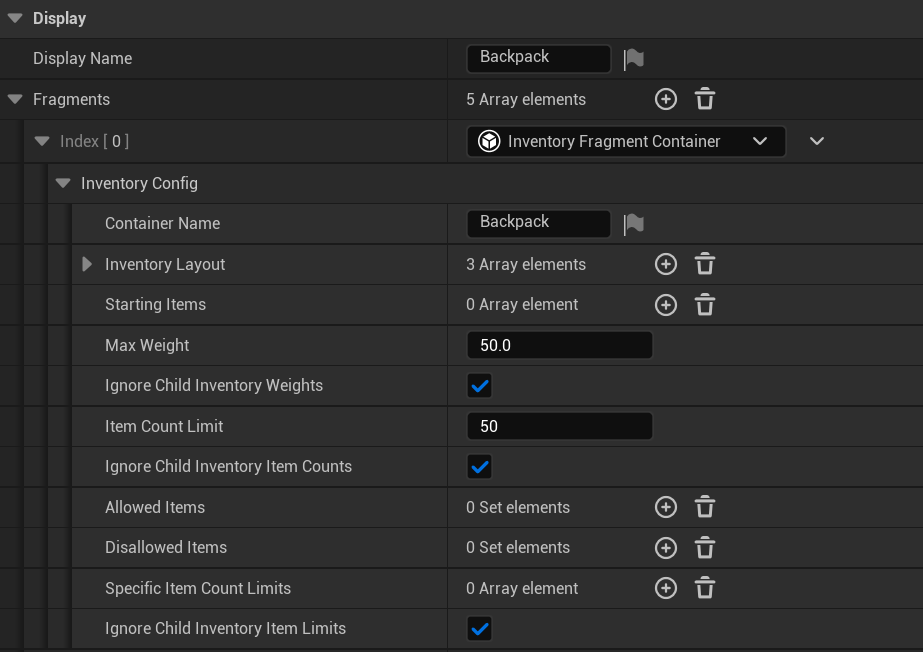 Display
Display Name Backpack
Fragments 5 Array elements
Index [ 0 ] Inventory Fragment Container
Inventory Config
Container Name Backpack
Inventory Layout 3 Array elements
Starting Items 0 Array element
Max Weight 50.0
Ignore Child Inventory Weights
Item Count Limit 50
Ignore Child Inventory Item Counts
Allowed Items 0 Set elements
Disallowed Items 0 Set elements
Specific Item Count Limits 0 Array element
Ignore Child Inventory Item Limits